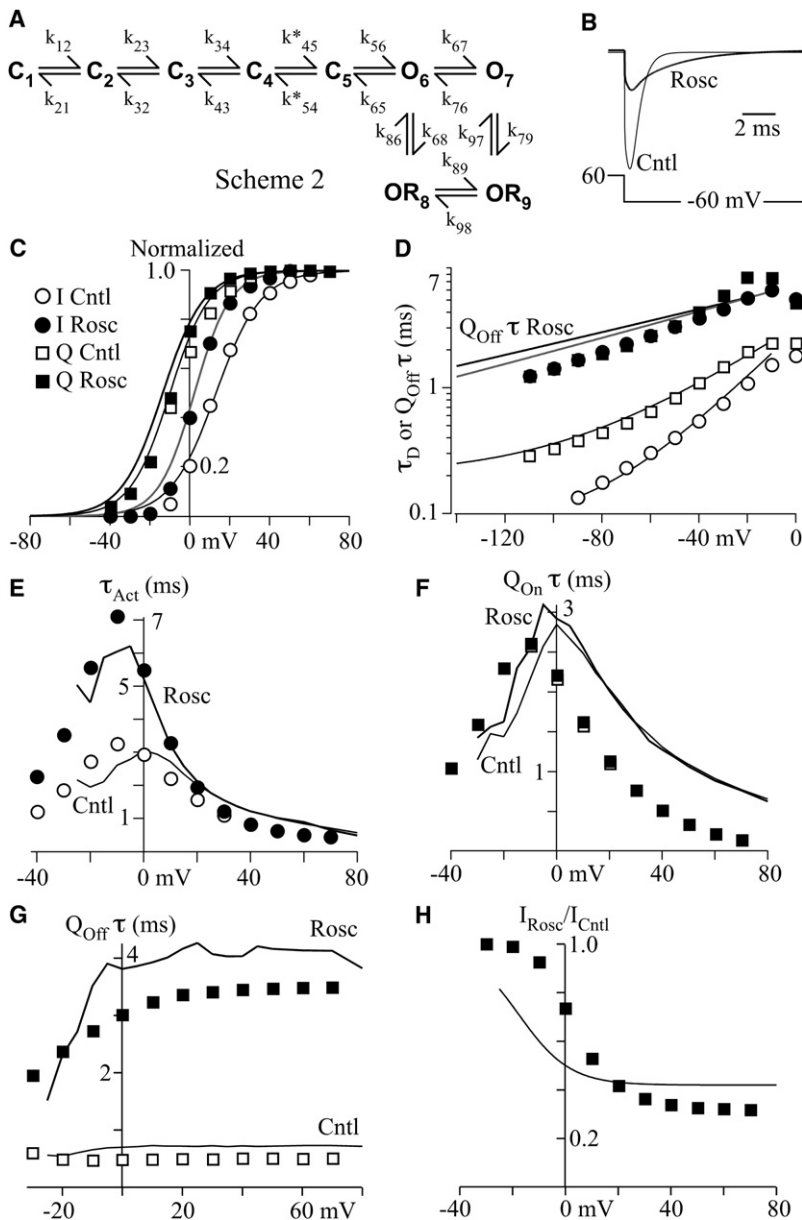 A
k12 k23 k34 k*45 k56 k67
C1 C2 C3 C4 C5 O6 O7
k21 k32 k43 k*54 k65 k76
k86 k68 k97 k79
k89
Scheme 2 OR8 OR9
k98
B
Rosc
2 ms
Cntl
60
-60 mV
C
Normalized
1.0
I Cntl
I Rosc
Q Cntl
Q Rosc
0.2
-80 -40 0 mV 40 80
D
τD or QOff τ (ms)
7
QOff τ Rosc
1
0.1
-120 -80 -40 mV 0
E
τAct (ms)
7
5
Rosc
Cntl
1
-40 0 mV 40 80
F
QOn τ (ms)
3
Rosc
Cntl
1
-40 0 mV 40 80
G
QOff τ (ms)
Rosc
4
2
Cntl
-20 20 60 mV
H
IRosc/ICntl
1.0
0.2
-40 0 mV 40 80